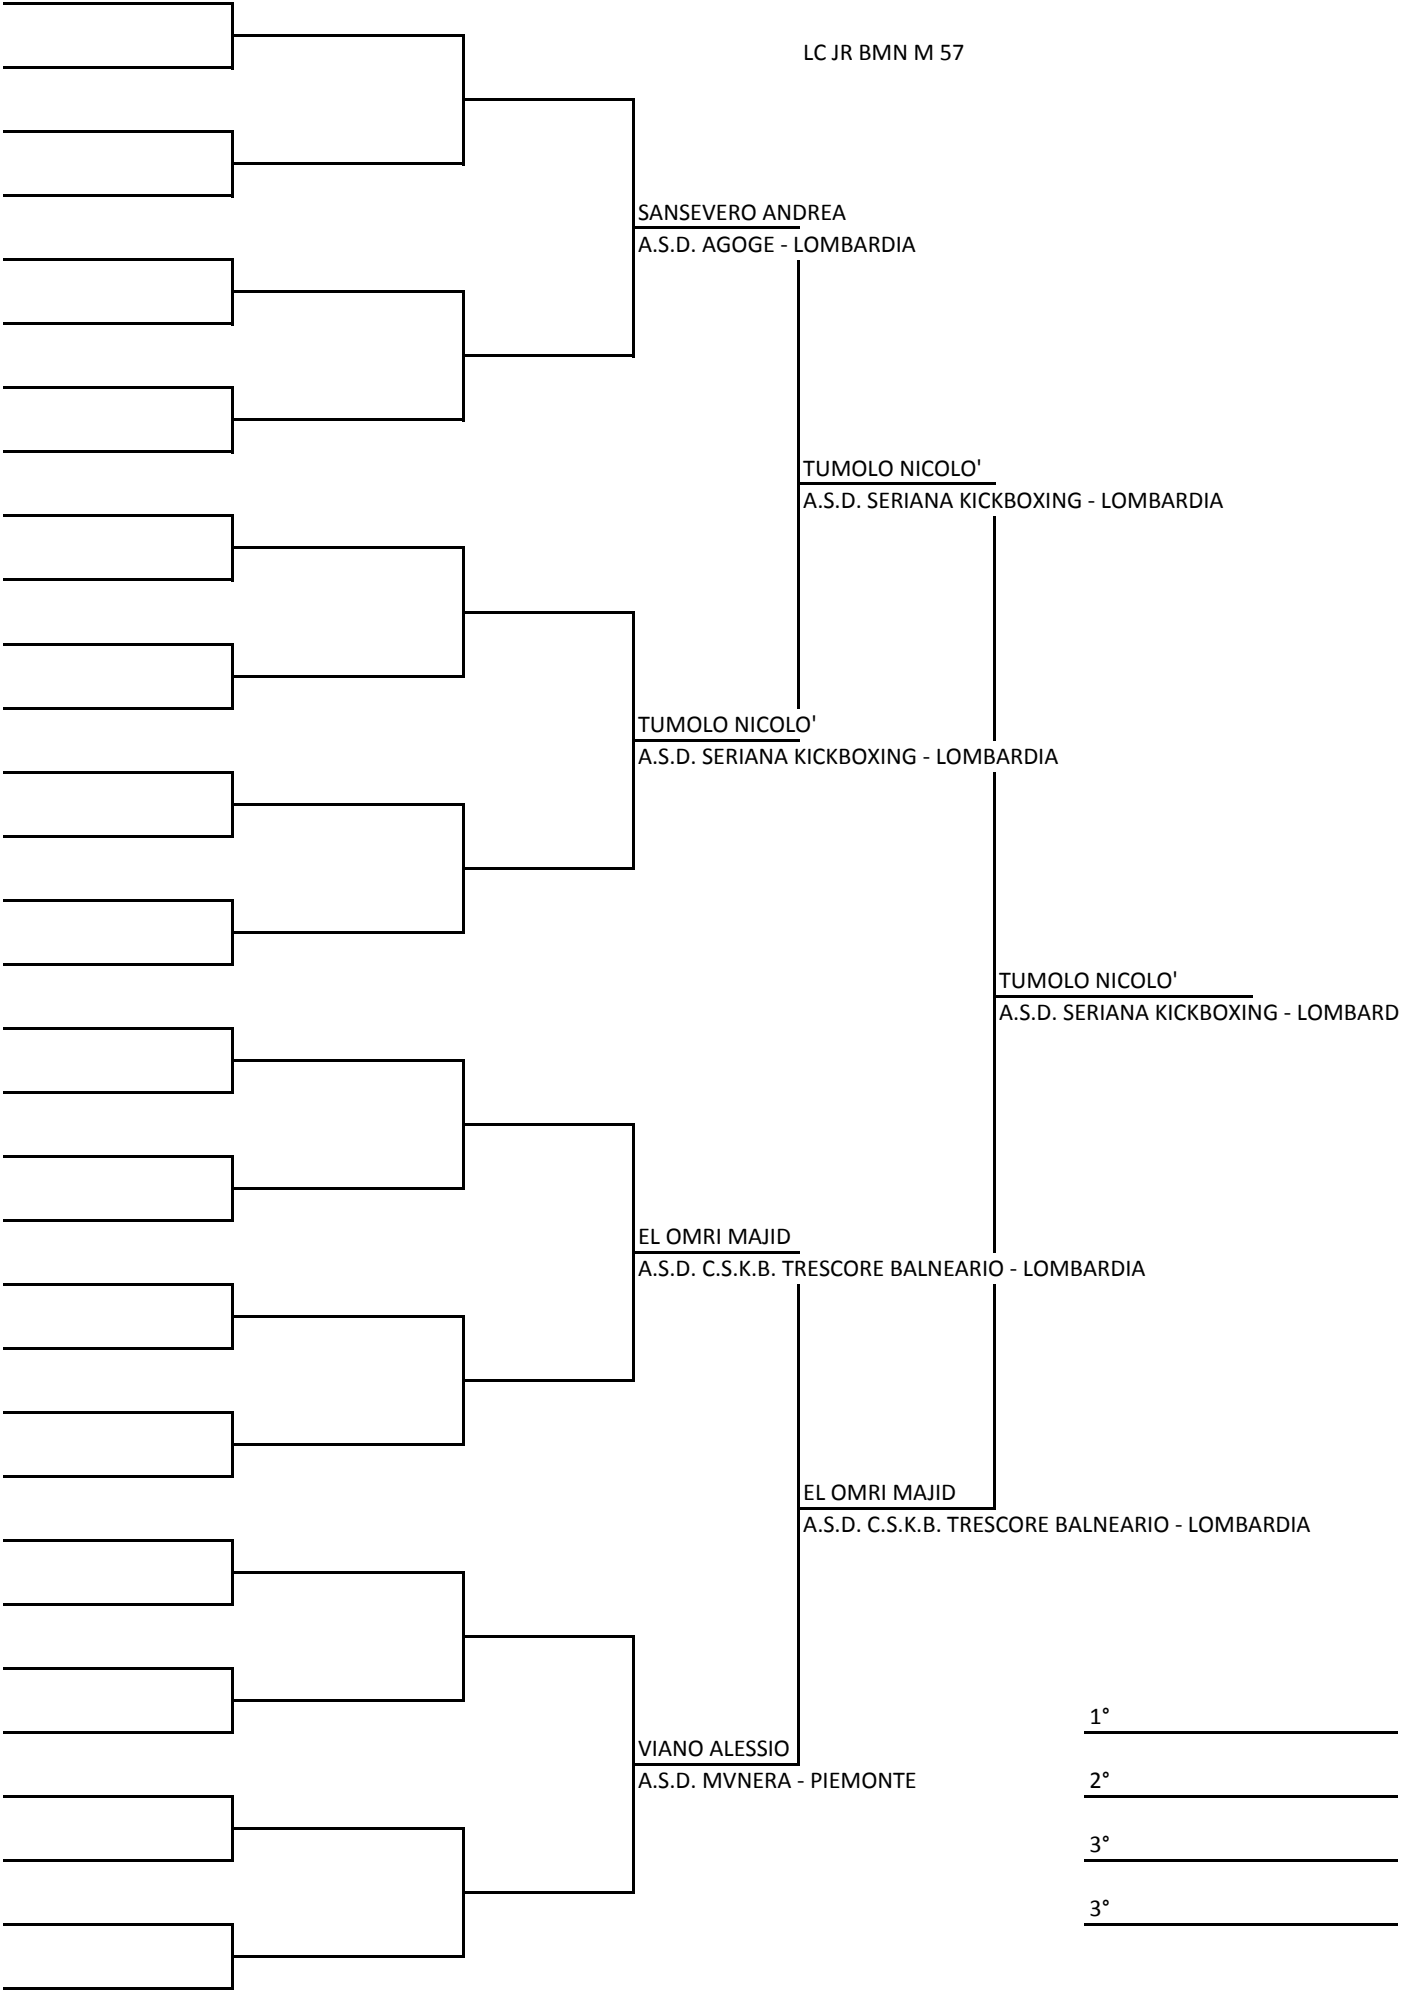 LC JR BMN M 57
SANSEVERO ANDREA
A.S.D. AGOGE - LOMBARDIA
TUMOLO NICOLO'
A.S.D. SERIANA KICKBOXING - LOMBARDIA
TUMOLO NICOLO'
A.S.D. SERIANA KICKBOXING - LOMBARDIA
TUMOLO NICOLO'
A.S.D. SERIANA KICKBOXING - LOMBARD
EL OMRI MAJID
A.S.D. C.S.K.B. TRESCORE BALNEARIO - LOMBARDIA
EL OMRI MAJID
A.S.D. C.S.K.B. TRESCORE BALNEARIO - LOMBARDIA
VIANO ALESSIO
A.S.D. MVNERA - PIEMONTE
1°
2°
3°
3°